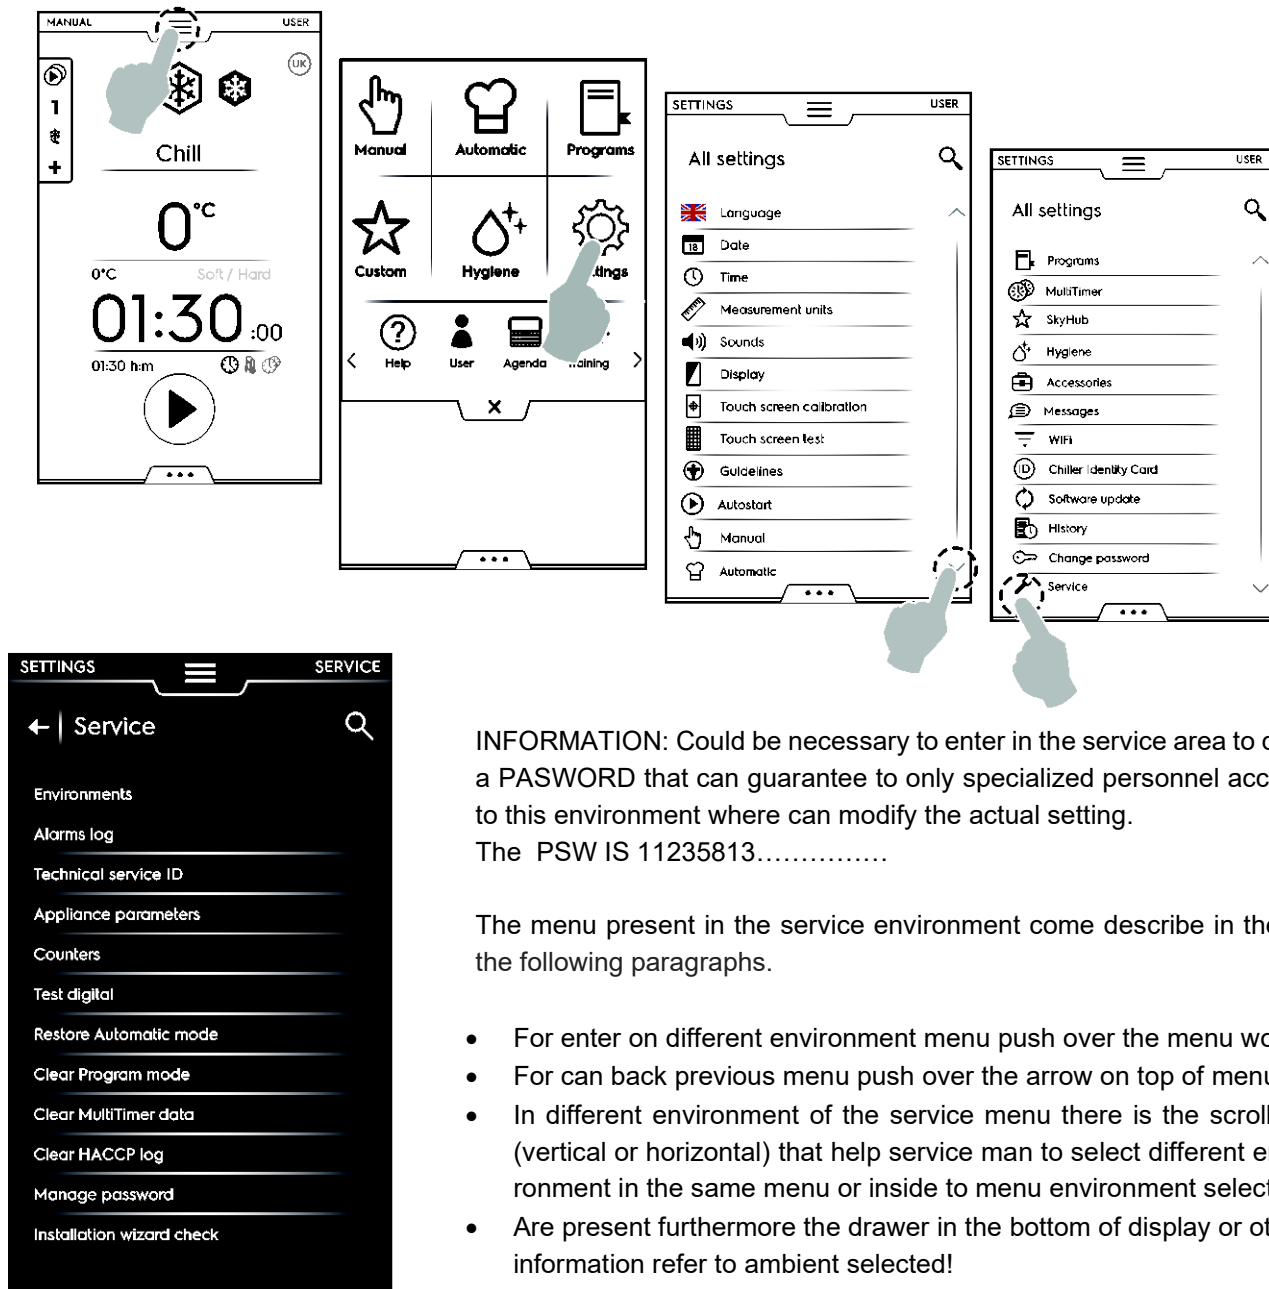 MANUAL
USER
UK
1
+
Chill
0°C
0°C
Soft / Hard
01:30:00
01:30 h:m
Manual
Automatic
Programs
Custom
Hygiene
Help
User
Agenda
SETTINGS
USER
All settings
Language
18
Date
Time
Measurement units
Sounds
Display
Touch screen calibration
Touch screen test
Guidelines
Autostart
Manual
Automatic
SETTINGS
USER
All settings
Programs
MultiTimer
SkyHub
Hygiene
Accessories
Messages
WiFi
ID
Chiller Identity Card
Software update
History
Change password
Service
SETTINGS
SERVICE
Service
Environments
Alarms log
Technical service ID
Appliance parameters
Counters
Test digital
Restore Automatic mode
Clear Program mode
Clear MultiTimer data
Clear HACCP log
Manage password
Installation wizard check
INFORMATION: Could be necessary to enter in the service area to
a PASWORD that can guarantee to only specialized personnel
to this environment where can modify the actual setting.
The PSW IS 11235813……………
The menu present in the service environment come describe in
the following paragraphs.
• For enter on different environment menu push over the menu
• For can back previous menu push over the arrow on top of menu
• In different environment of the service menu there is the scroll
(vertical or horizontal) that help service man to select different
ronment in the same menu or inside to menu environment
• Are present furthermore the drawer in the bottom of display or
information refer to ambient selected!